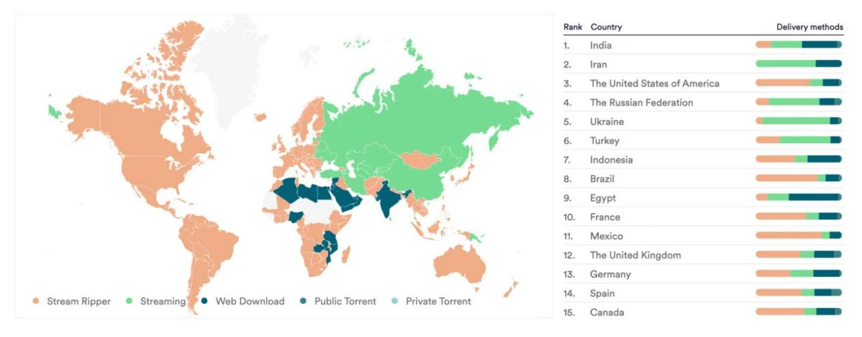 Rank Country Delivery methods
1. India
2. Iran
3. The United States of America
4. The Russian Federation
5. Ukraine
6. Turkey
7. Indonesia
8. Brazil
9. Egypt
10. France
11. Mexico
12. The United Kingdom
13. Germany
14. Spain
15. Canada
Stream Ripper Streaming Web Download Public Torrent Private Torrent